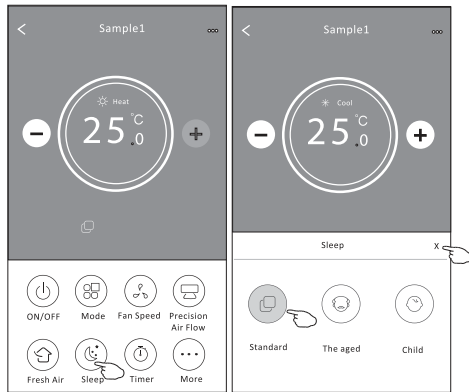 Sample1
Heat
25.0°C
ON/OFF
Mode
Fan Speed
Precision
Air Flow
Fresh Air
Sleep
Timer
More
Sample1
Cool
25.0°C
Sleep
X
Standard
The aged
Child